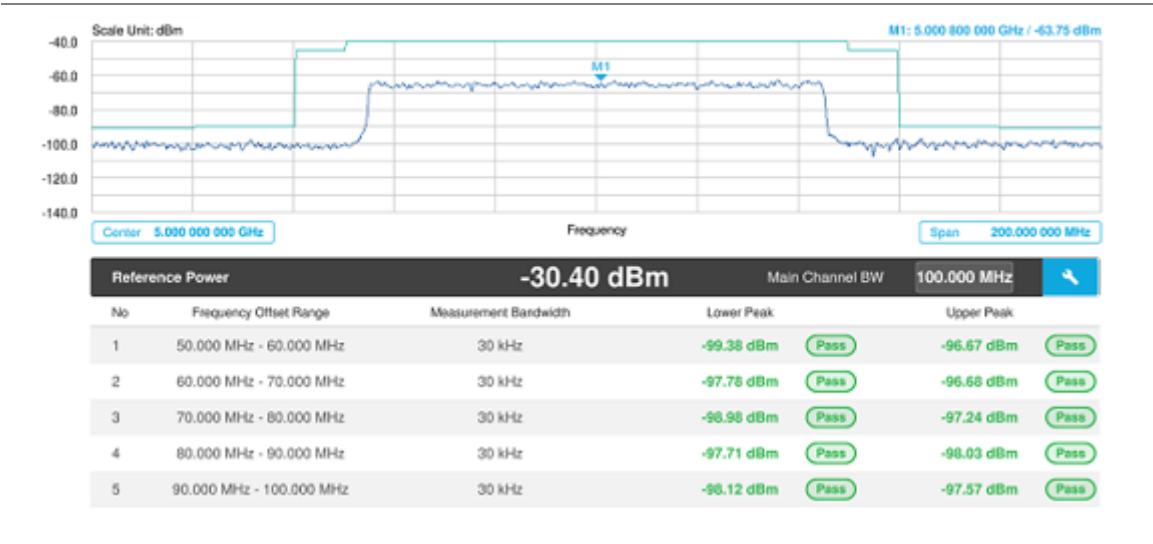 Scale Unit: dBm M1: 5.000 800 000 GHz / -63.75 dBm
-40.0
M1
-60.0
-80.0
-100.0
-120.0
-140.0
Center 5.000 000 000 GHz Frequency Span 200.000 000 MHz
Reference Power -30.40 dBm Main Channel BW 100.000 MHz
No Frequency Offset Range Measurement Bandwidth Lower Peak Upper Peak
1 50.000 MHz - 60.000 MHz 30 kHz -99.38 dBm Pass -96.67 dBm Pass
2 60.000 MHz - 70.000 MHz 30 kHz -97.78 dBm Pass -96.68 dBm Pass
3 70.000 MHz - 80.000 MHz 30 kHz -98.98 dBm Pass -97.24 dBm Pass
4 80.000 MHz - 90.000 MHz 30 kHz -97.71 dBm Pass -98.03 dBm Pass
5 90.000 MHz - 100.000 MHz 30 kHz -98.12 dBm Pass -97.57 dBm Pass